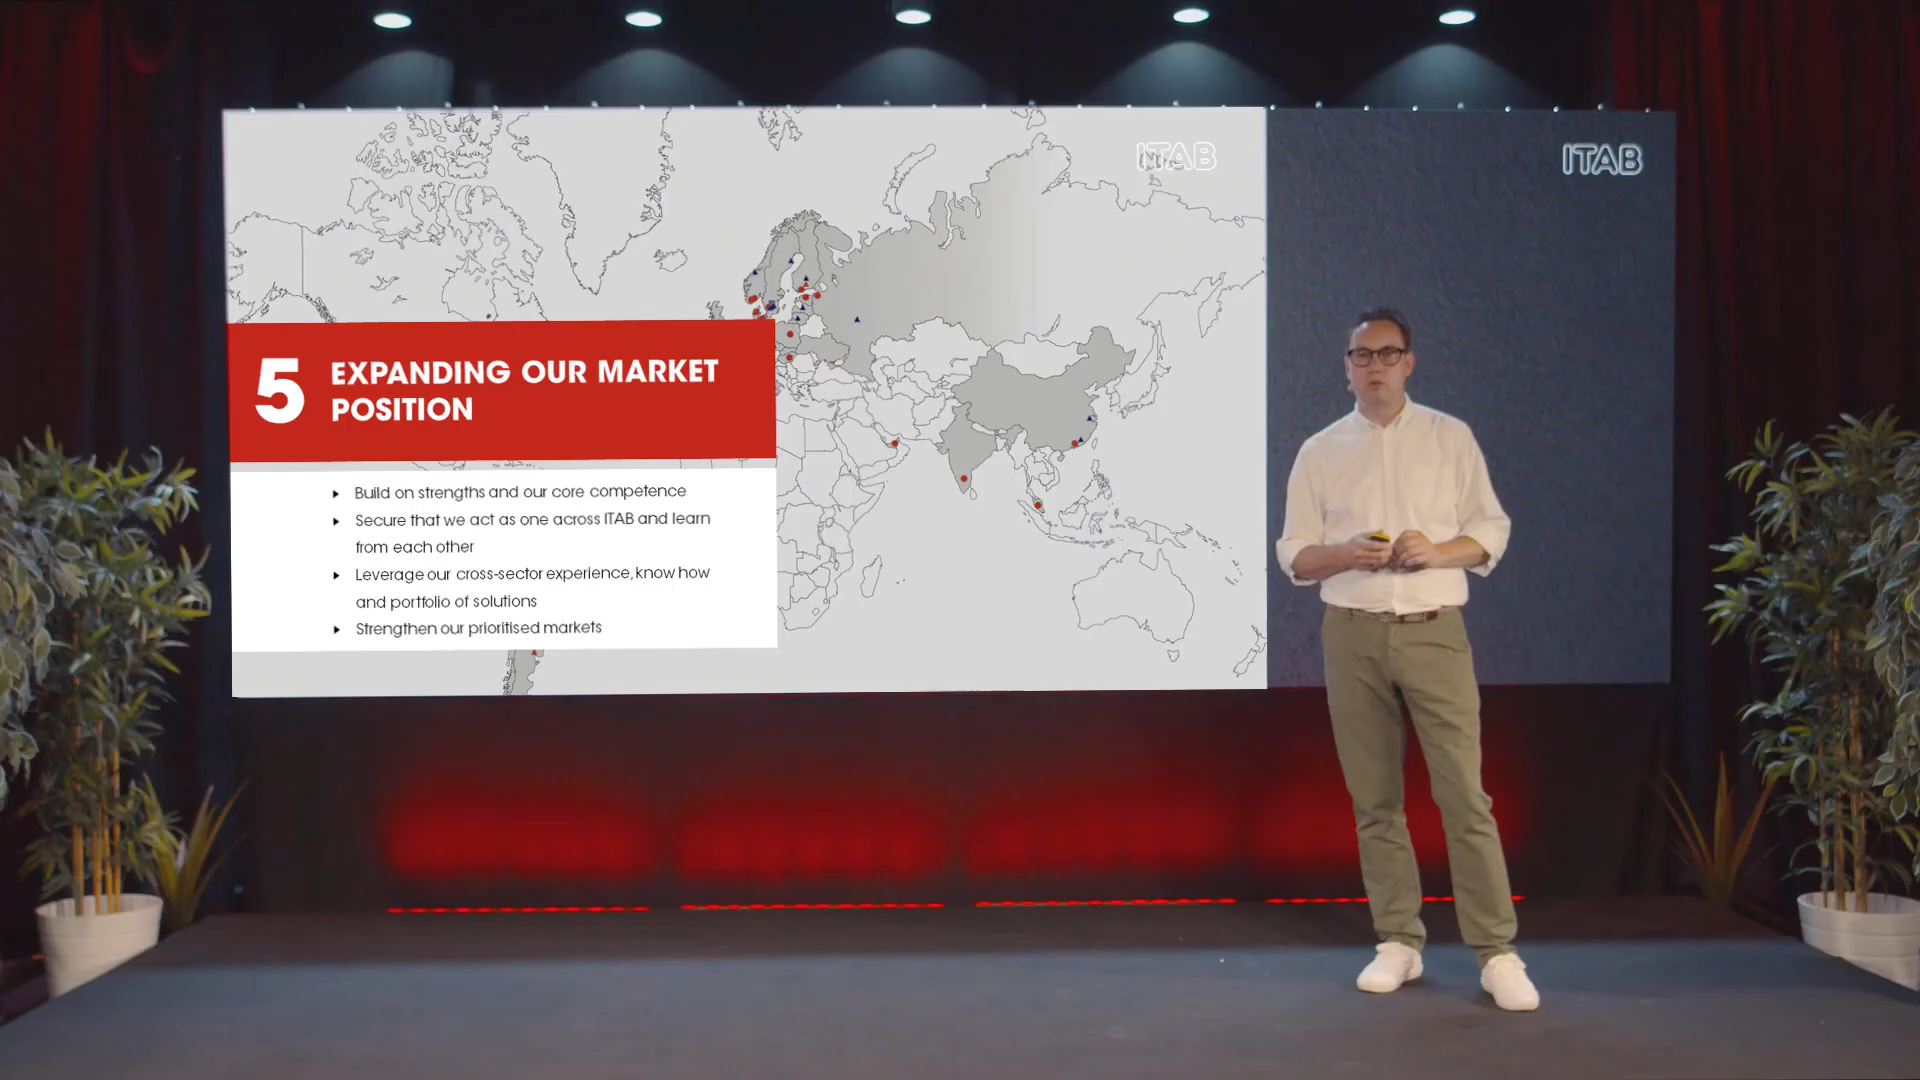 ITAB
ITAB
5 EXPANDING OUR MARKET
POSITION
Build on strengths and our core competence
Secure that we act as one across ITAB and learn
from each other
Leverage our cross-sector experience, know how
and portfolio of solutions
Strengthen our prioritised markets